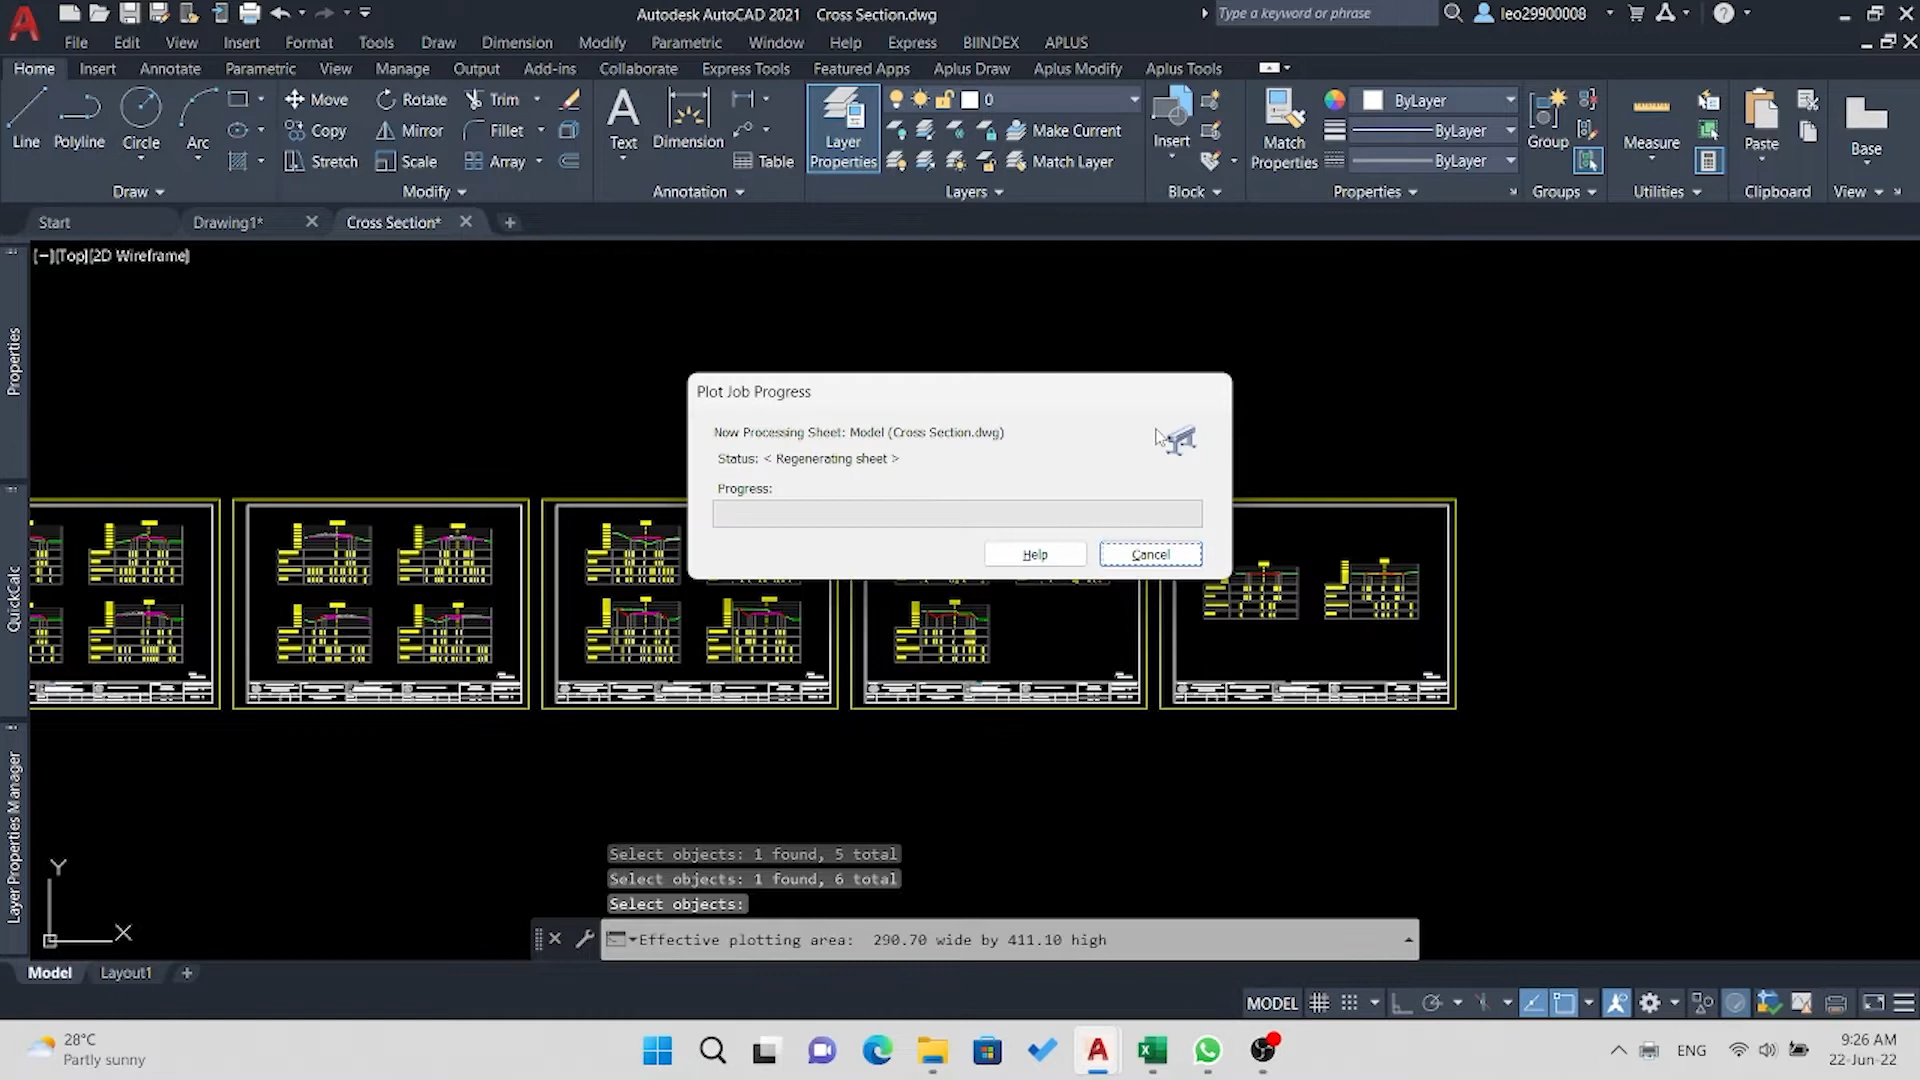 Autodesk AutoCAD 2021 Cross Section.dwg
Type a keyword or phrase
leo29900008
File Edit View Insert Format Tools Draw Dimension Modify Parametric Window Help Express BIINDEX APLUS
Home Insert Annotate Parametric View Manage Output Add-ins Collaborate Express Tools Featured Apps Aplus Draw Aplus Modify Aplus Tools
Line
Polyline
Circle
Arc
Draw
Move
Rotate
Trim
Copy
Mirror
Fillet
Stretch
Scale
Array
Modify
Text
Dimension
Table
Annotation
Layer
Properties
0
Make Current
Match Layer
Layers
Insert
Block
Match
Properties
ByLayer
ByLayer
ByLayer
Properties
Group
Groups
Measure
Utilities
Paste
Clipboard
Base
View
Start
Drawing1*
Cross Section*
[−][Top][2D Wireframe]
Properties
QuickCalc
Layer Properties Manager
Plot Job Progress
Now Processing Sheet: Model (Cross Section.dwg)
Status: < Regenerating sheet >
Progress:
Help
Cancel
Y
X
Select objects: 1 found, 5 total
Select objects: 1 found, 6 total
Select objects:
Effective plotting area: 290.70 wide by 411.10 high
Model
Layout1
MODEL
28°C
Partly sunny
ENG
9:26 AM
22-Jun-22